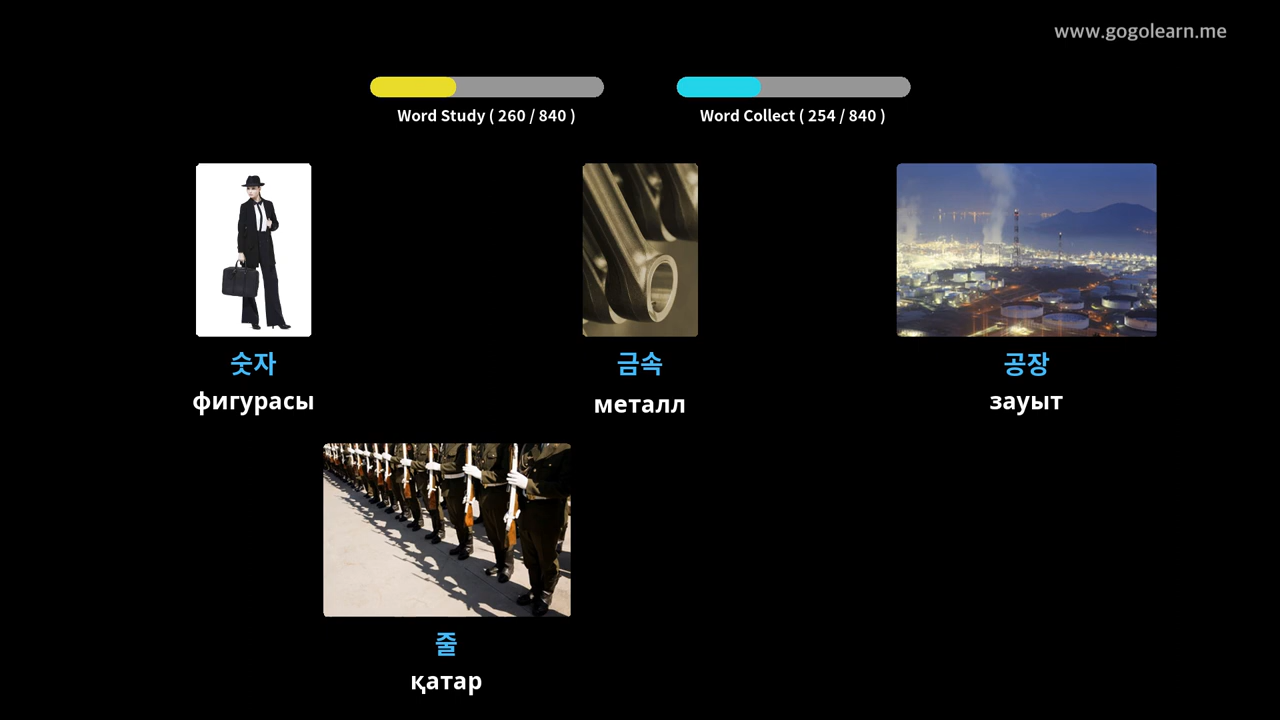 www.gogolearn.me
Word Study ( 260 / 840 )
Word Collect ( 254 / 840 )
숫자
фигурасы
금속
металл
공장
зауыт
줄
қатар